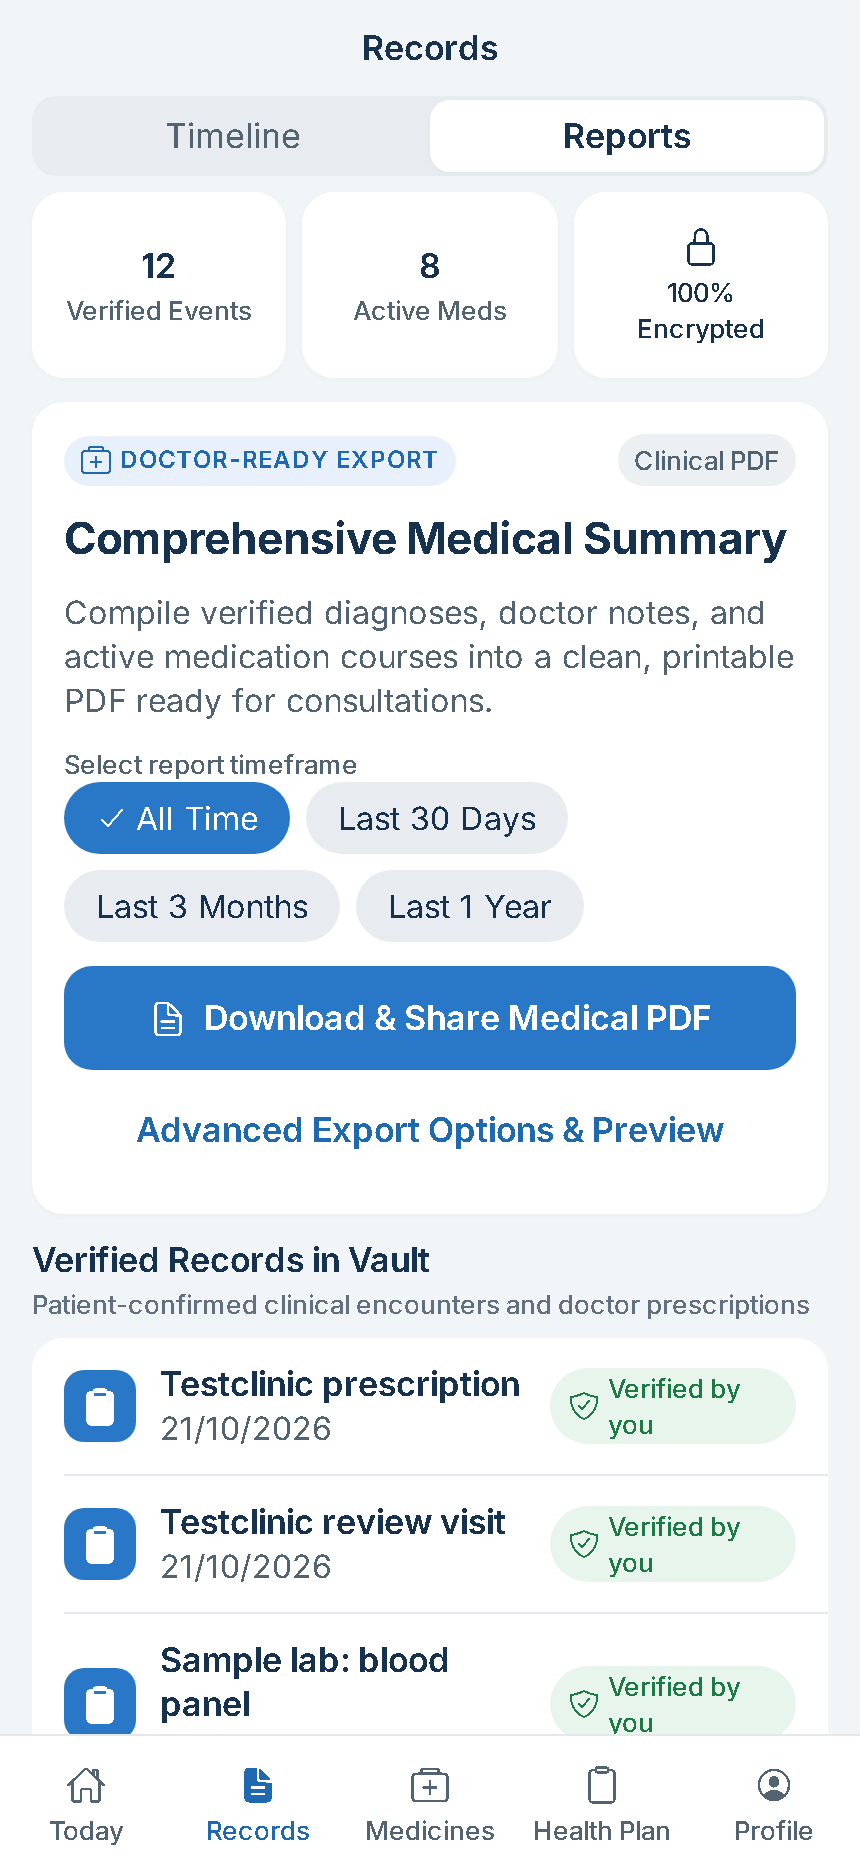 Records
Timeline
Reports
12
Verified Events
8
Active Meds
100%
Encrypted
DOCTOR-READY EXPORT
Clinical PDF
Comprehensive Medical Summary
Compile verified diagnoses, doctor notes, and
active medication courses into a clean, printable
PDF ready for consultations.
Select report timeframe
All Time
Last 30 Days
Last 3 Months
Last 1 Year
Download & Share Medical PDF
Advanced Export Options & Preview
Verified Records in Vault
Patient-confirmed clinical encounters and doctor prescriptions
Testclinic prescription
21/10/2026
Verified by
you
Testclinic review visit
21/10/2026
Verified by
you
Sample lab: blood
panel
Verified by
you
Today
Records
Medicines
Health Plan
Profile